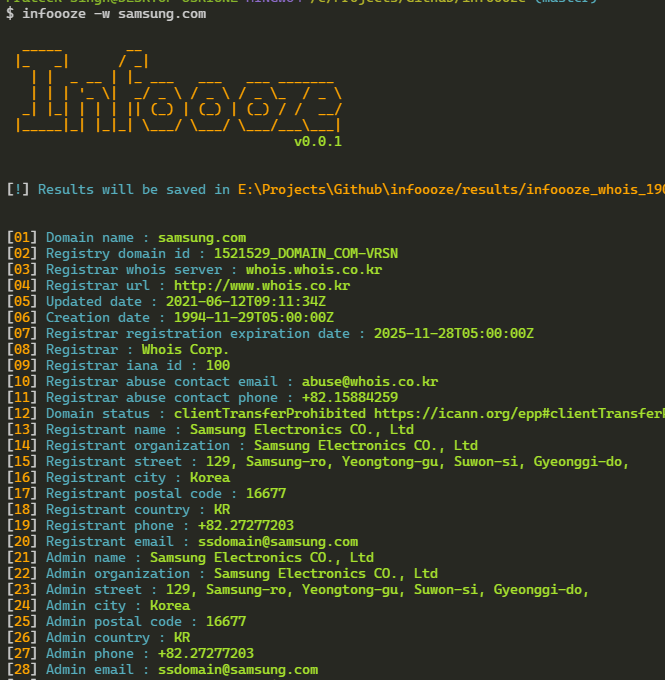 $ infoooze -w samsung.com
Infoooze
v0.0.1
[!] Results will be saved in E:\Projects\Github\infoooze/results/infoooze_whois_190
[01] Domain name : samsung.com
[02] Registry domain id : 1521529_DOMAIN_COM-VRSN
[03] Registrar whois server : whois.whois.co.kr
[04] Registrar url : http://www.whois.co.kr
[05] Updated date : 2021-06-12T09:11:34Z
[06] Creation date : 1994-11-29T05:00:00Z
[07] Registrar registration expiration date : 2025-11-28T05:00:00Z
[08] Registrar : Whois Corp.
[09] Registrar iana id : 100
[10] Registrar abuse contact email : abuse@whois.co.kr
[11] Registrar abuse contact phone : +82.15884259
[12] Domain status : clientTransferProhibited https://icann.org/epp#clientTransfer
[13] Registrant name : Samsung Electronics CO., Ltd
[14] Registrant organization : Samsung Electronics CO., Ltd
[15] Registrant street : 129, Samsung-ro, Yeongtong-gu, Suwon-si, Gyeonggi-do,
[16] Registrant city : Korea
[17] Registrant postal code : 16677
[18] Registrant country : KR
[19] Registrant phone : +82.27277203
[20] Registrant email : ssdomain@samsung.com
[21] Admin name : Samsung Electronics CO., Ltd
[22] Admin organization : Samsung Electronics CO., Ltd
[23] Admin street : 129, Samsung-ro, Yeongtong-gu, Suwon-si, Gyeonggi-do,
[24] Admin city : Korea
[25] Admin postal code : 16677
[26] Admin country : KR
[27] Admin phone : +82.27277203
[28] Admin email : ssdomain@samsung.com